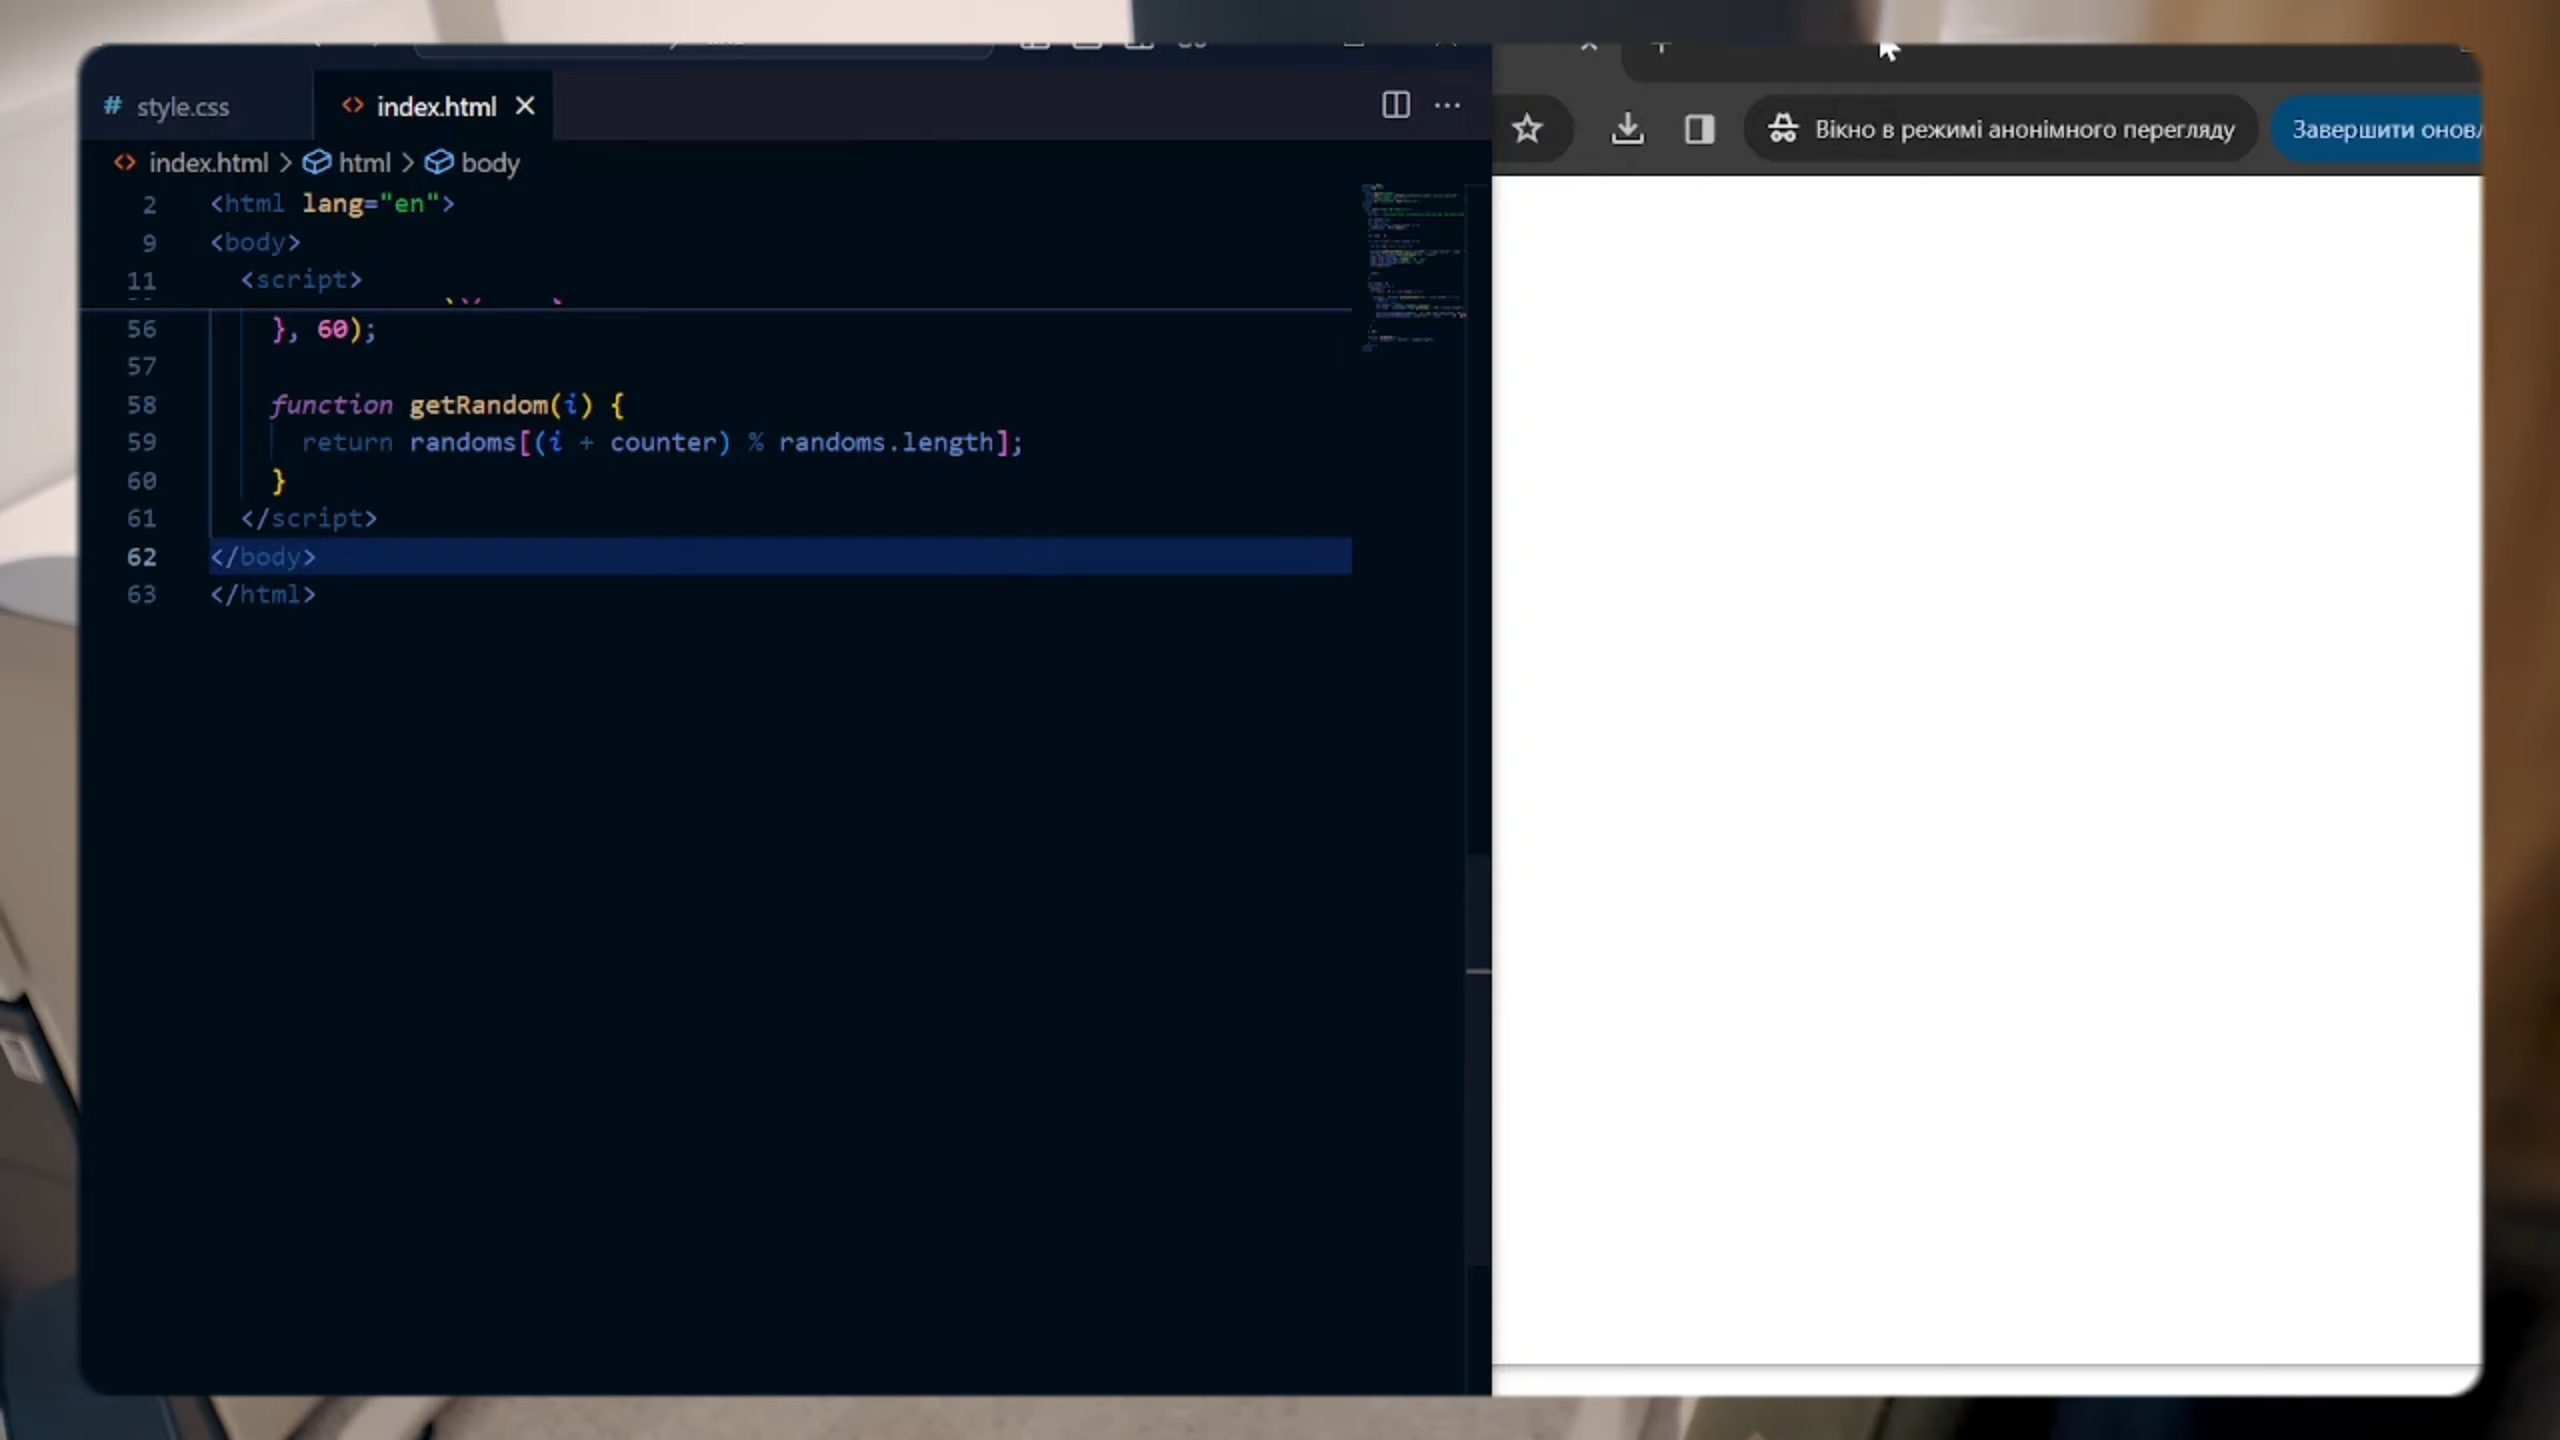 style.css
index.html
Вікно в режимі анонімного перегляду
index.html > html > body
2 <html lang="en">
9 <body>
11 <script>
56 }, 60);
57
58 function getRandom(i) {
59 return randoms[(i + counter) % randoms.length];
60 }
61 </script>
62 </body>
63 </html>
Завершити